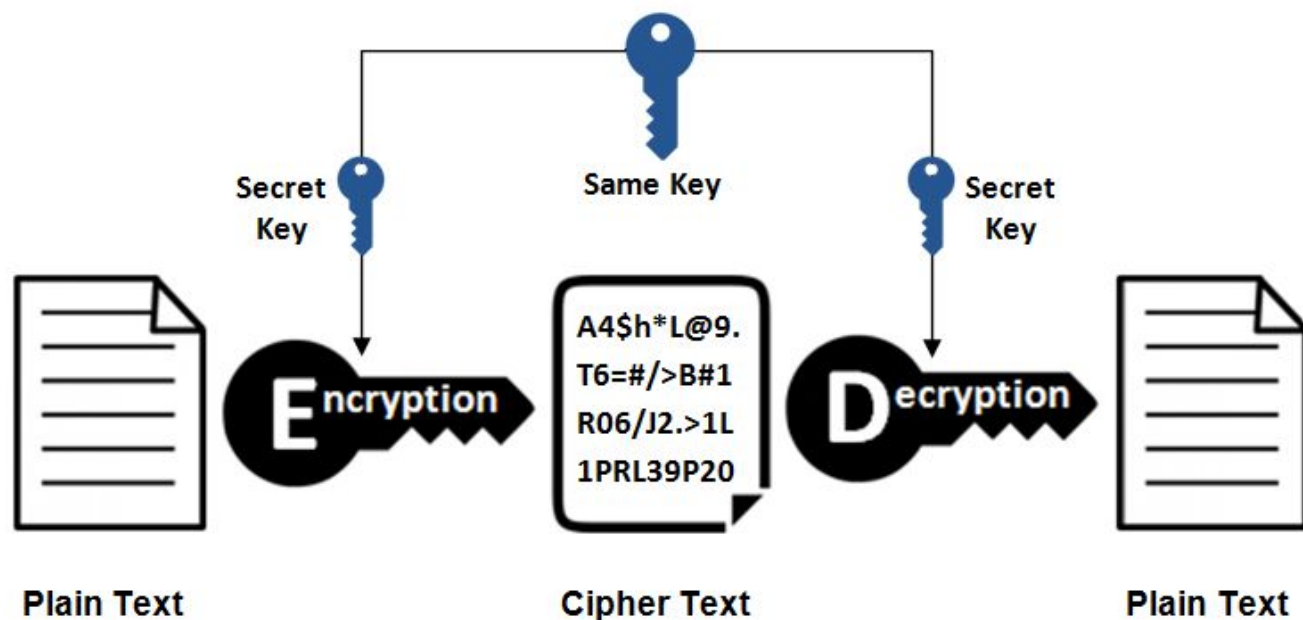 Same Key
Secret
Key
Secret
Key
Encryption
A4$h*L@9.
T6=#/>B#1
R06/J2.>1L
1PRL39P20
Decryption
Plain Text
Cipher Text
Plain Text